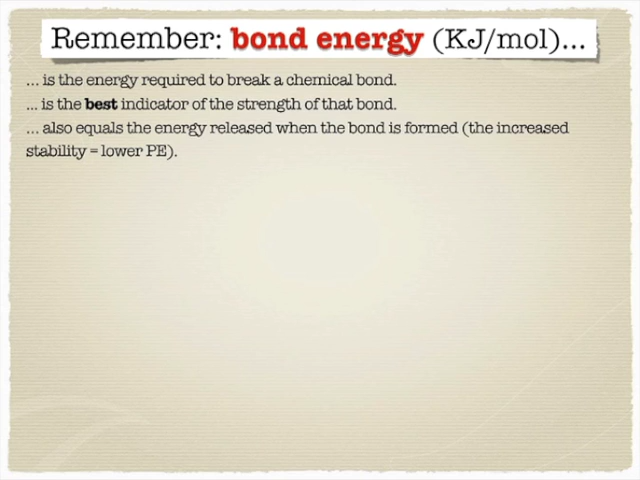 Remember: bond energy (KJ/mol)...
... is the energy required to break a chemical bond.
... is the best indicator of the strength of that bond.
... also equals the energy released when the bond is formed (the increased
stability = lower PE).